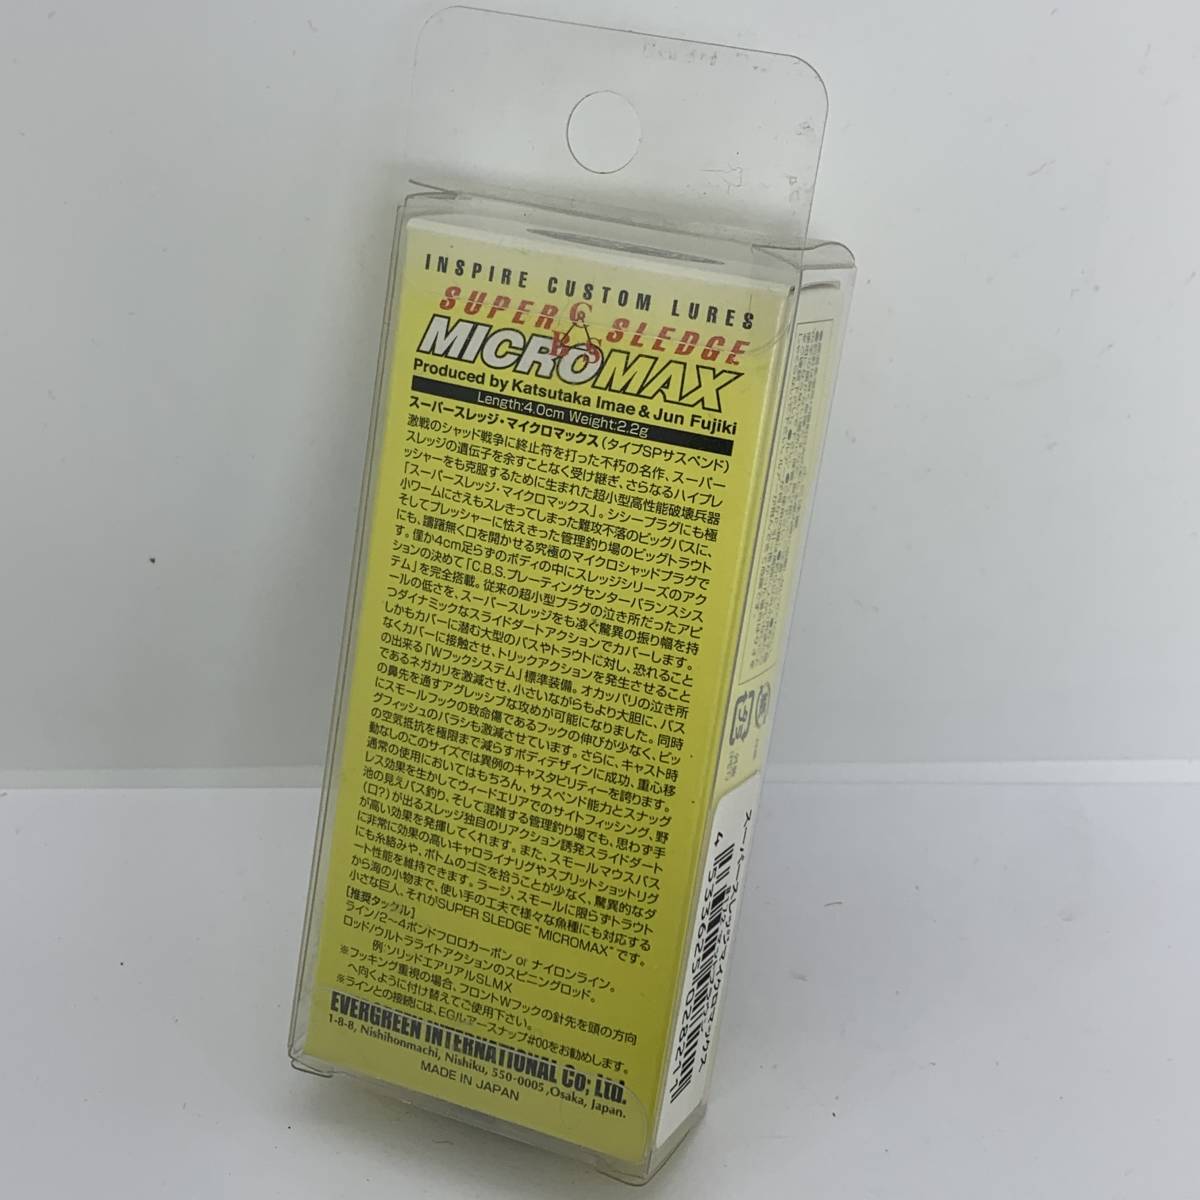 INSPIRE CUSTOM LURES
SUPER SLEDGE
C
B S
MICROMAX
Produced by Katsutaka Imae & Jun Fujiki
Length:4.0cm Weight:2.2g
スーパースレッジ・マイクロマックス(タイプSPサスペンド)
激戦のシャッド戦争に終止符を打った不朽の名作、スーパー
スレッジの遺伝子を余すことなく受け継ぎ、さらなるハイプレ
ッシャーをも克服するために生まれた超小型高性能破壊兵器
「スーパースレッジ・マイクロマックス」。シシープラグにも極
小ワームにさえもスレきってしまった難攻不落のビッグバスに、
そしてプレッシャーに怯えきった管理釣り場のビッグトラウト
にも、躊躇無く口を開かせる究極のマイクロシャッドプラグで
す。僅か4cm足らずのボディの中にスレッジシリーズのアク
ションの決めて「C.B.S.ブレーティングセンターバランスシス
テム」を完全搭載。従来の超小型プラグの泣き所だったアピ
ールの低さを、スーパースレッジをも凌ぐ驚異の振り幅を持
つダイナミックなスライドダートアクションでカバーします。
しかもカバーに潜む大型のバスやトラウトに対し、恐れること
なくカバーに接触させ、トリックアクションを発生させること
の出来る「Wフックシステム」標準装備。オカッパリの泣き所
であるネガカリを激減させ、小さいながらもより大胆に、バス
の鼻先を通すアグレッシブな攻めが可能になりました。同時
にスモールフックの致命傷であるフックの伸びが少なく、ビッ
グフィッシュのバラシも激減させています。さらに、キャスト時
の空気抵抗を極限まで減らすボディデザインに成功、重心移
動なしのこのサイズでは異例のキャスタビリティーを誇ります。
通常の使用においてはもちろん、サスペンド能力とスナッグ
レス効果を生かしてウィードエリアでのサイトフィッシング、野
池の見えバス釣り、そして混雑する管理釣り場でも、思わず手
(口?)が出るスレッジ独自のリアクション誘発スライドダート
が高い効果を発揮してくれます。また、スモールマウスバス
に非常に効果の高いキャロライナリグやスプリットショットリグ
にも糸絡みや、ボトムのゴミを拾うことが少なく、驚異的なダ
ート性能を維持できます。ラージ、スモールに限らずトラウト
から海の小物まで、使い手の工夫で様々な魚種にも対応する
小さな巨人、それがSUPER SLEDGE "MICROMAX"です。
[推奨タックル]
ライン/2～4ポンドフロロカーボン or ナイロンライン。
ロッド/ウルトラライトアクションのスピニングロッド。
例:ソリッドエアリアルSLMX
※フッキング重視の場合、フロントWフックの針先を頭の方向
へ向くように付け替えてご使用下さい。
※ラインとの接続には、EGルアースナップ#00をお勧めします。
EVERGREEN INTERNATIONAL Co; Ltd.
1-8-8, Nishihonmachi, Nishiku, 550-0005 ,Osaka, Japan.
MADE IN JAPAN
スーパースレッジマイクロマックス